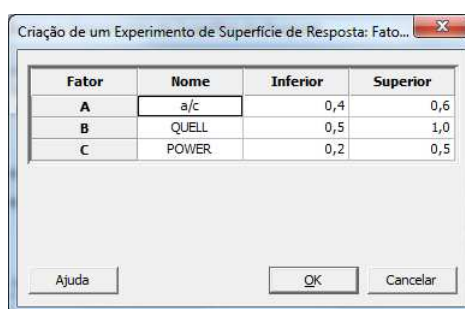 Criação de um Experimento de Superfície de Resposta: Fato...
Fator Nome Inferior Superior
A a/c 0,4 0,6
B QUELL 0,5 1,0
C POWER 0,2 0,5
Ajuda OK Cancelar